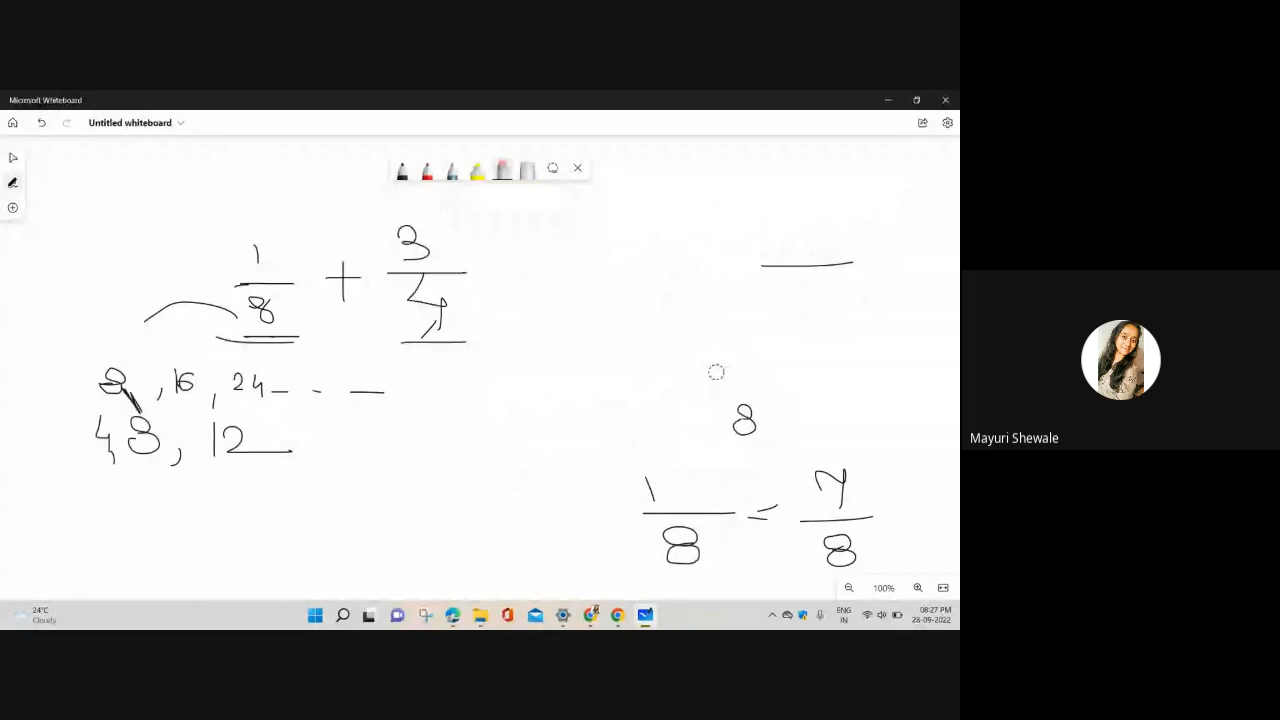 Microsoft Whiteboard
Untitled whiteboard
1/8 + 3/4
8, 16, 24 - - -
4, 8, 12
8
1/8 = 7/8
Mayuri Shewale
100%
24°C
Cloudy
ENG
IN
08:27 PM
28-09-2022